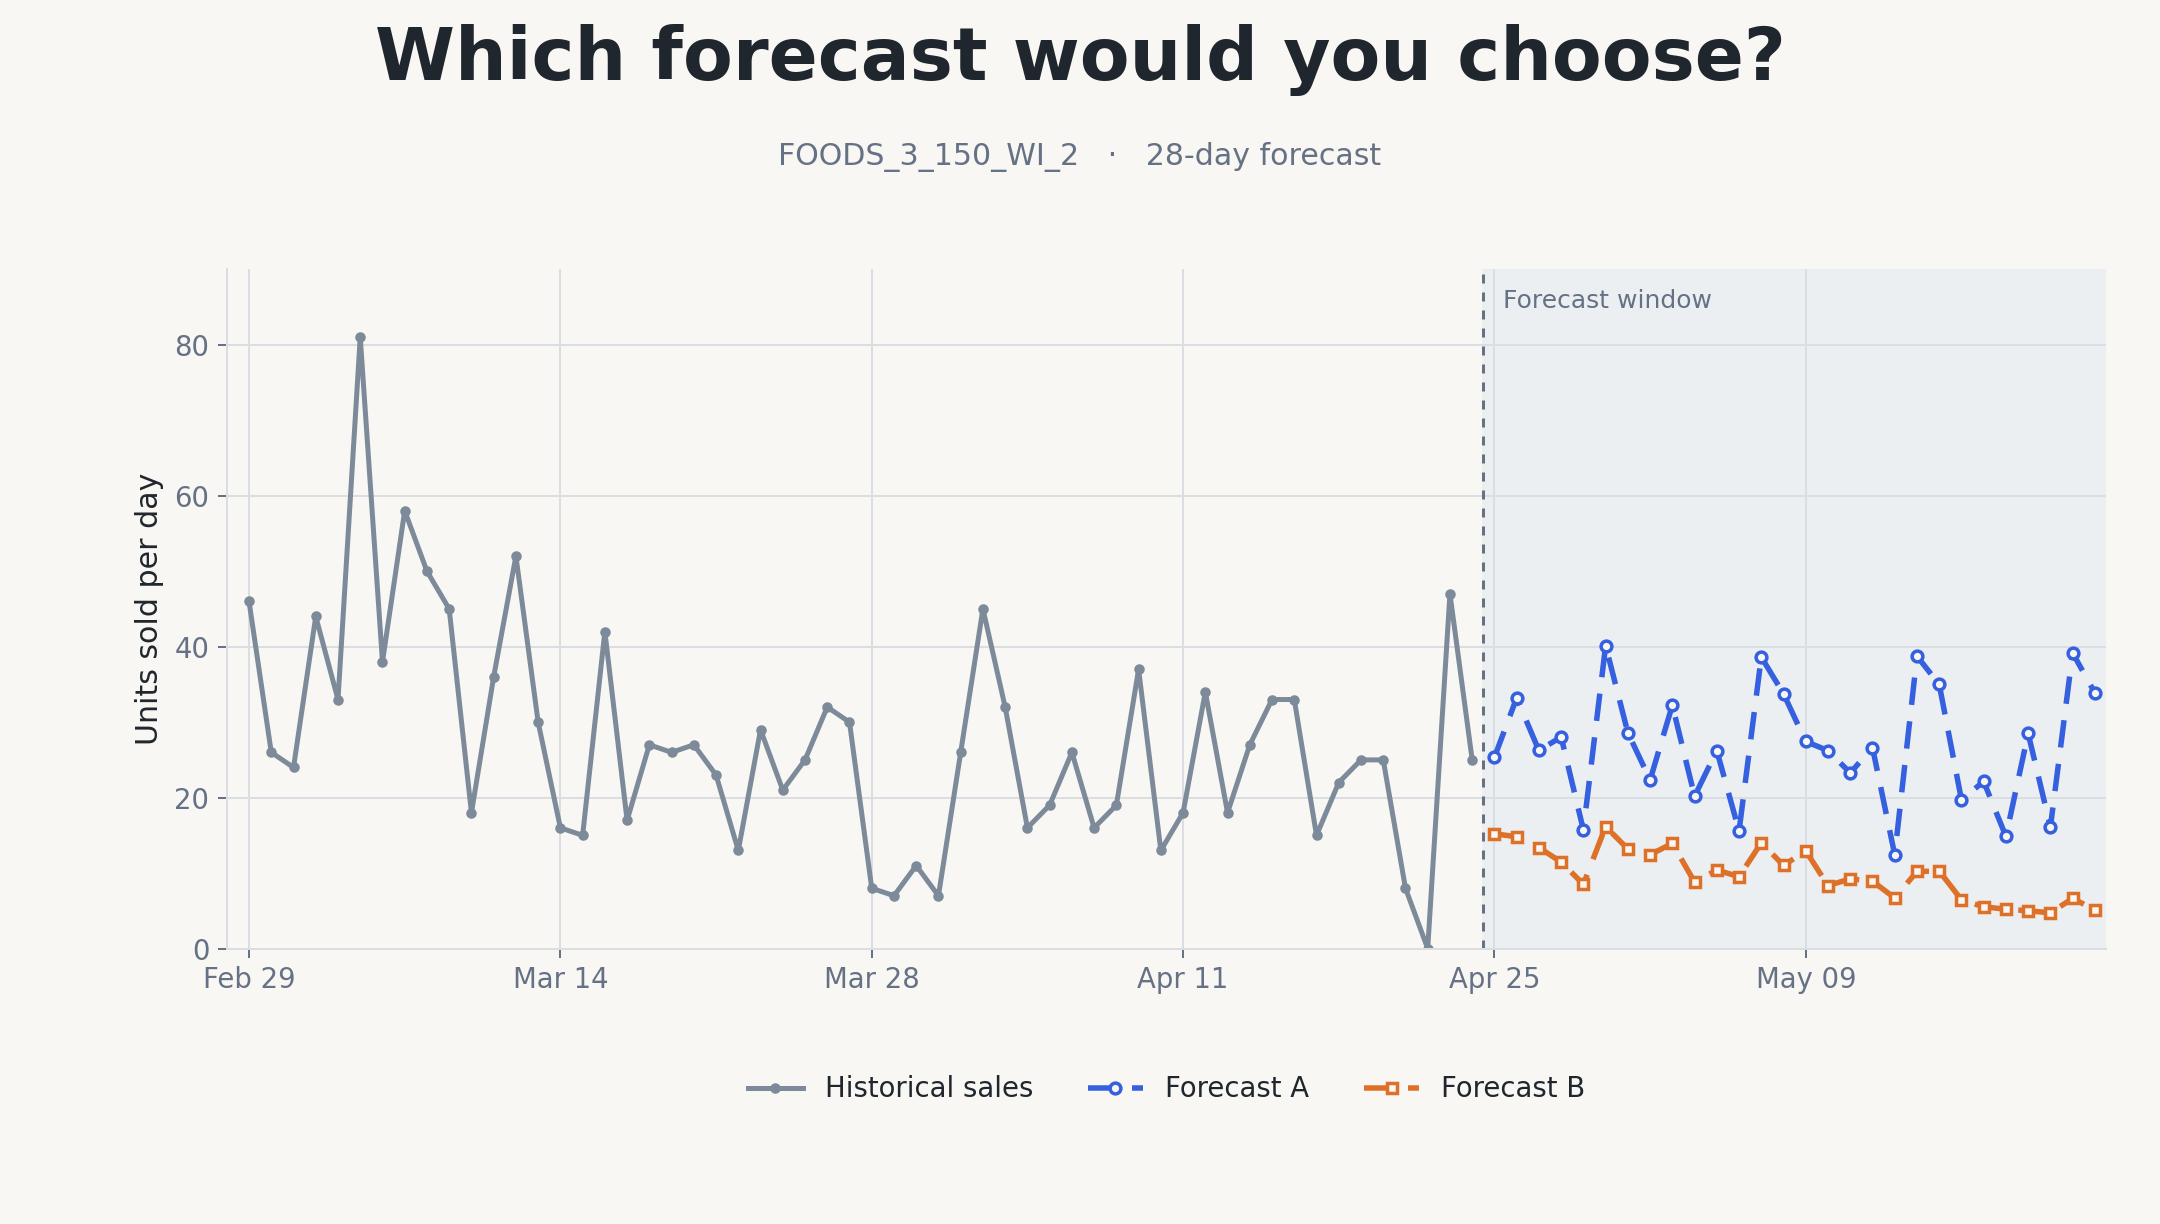 Which forecast would you choose?
FOODS_3_150_WI_2 · 28-day forecast
Forecast window
Units sold per day
80
60
40
20
0
Feb 29 Mar 14 Mar 28 Apr 11 Apr 25 May 09
Historical sales Forecast A Forecast B